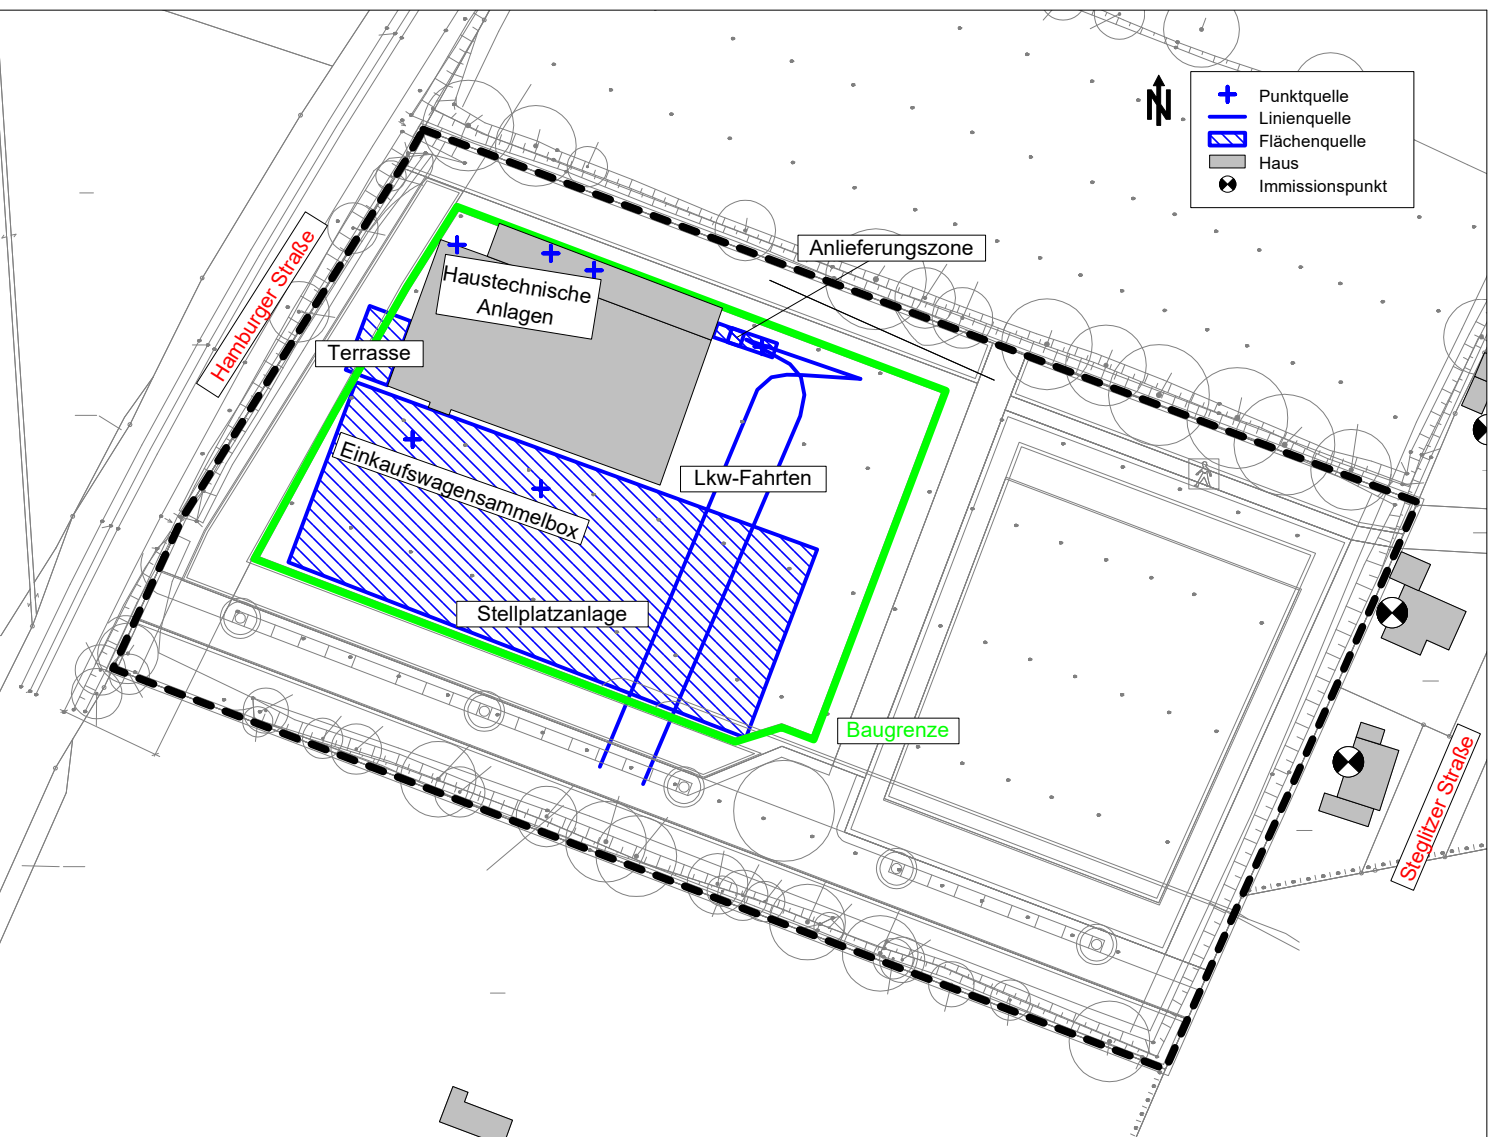 N
Punktquelle
Linienquelle
Flächenquelle
Haus
Immissionspunkt
Hamburger Straße
Anlieferungszone
Haustechnische
Anlagen
Terrasse
Einkaufswagensammelbox
Lkw-Fahrten
Stellplatzanlage
Baugrenze
Steglitzer Straße